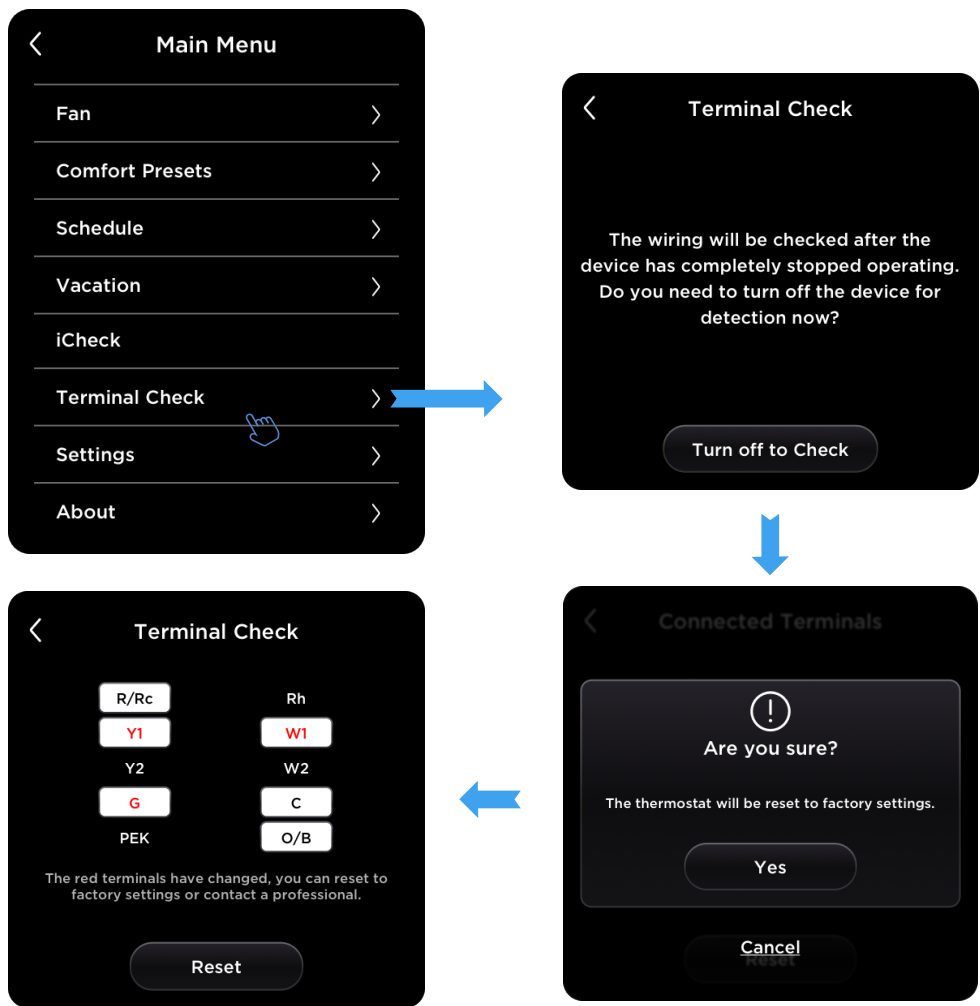 Main Menu
Fan
Comfort Presets
Schedule
Vacation
iCheck
Terminal Check
Settings
About
Terminal Check
The wiring will be checked after the
device has completely stopped operating.
Do you need to turn off the device for
detection now?
Turn off to Check
Connected Terminals
Are you sure?
The thermostat will be reset to factory settings.
Yes
Cancel
Reset
Terminal Check
R/Rc Rh
Y1 W1
Y2 W2
G C
PEK O/B
The red terminals have changed, you can reset to
factory settings or contact a professional.
Reset